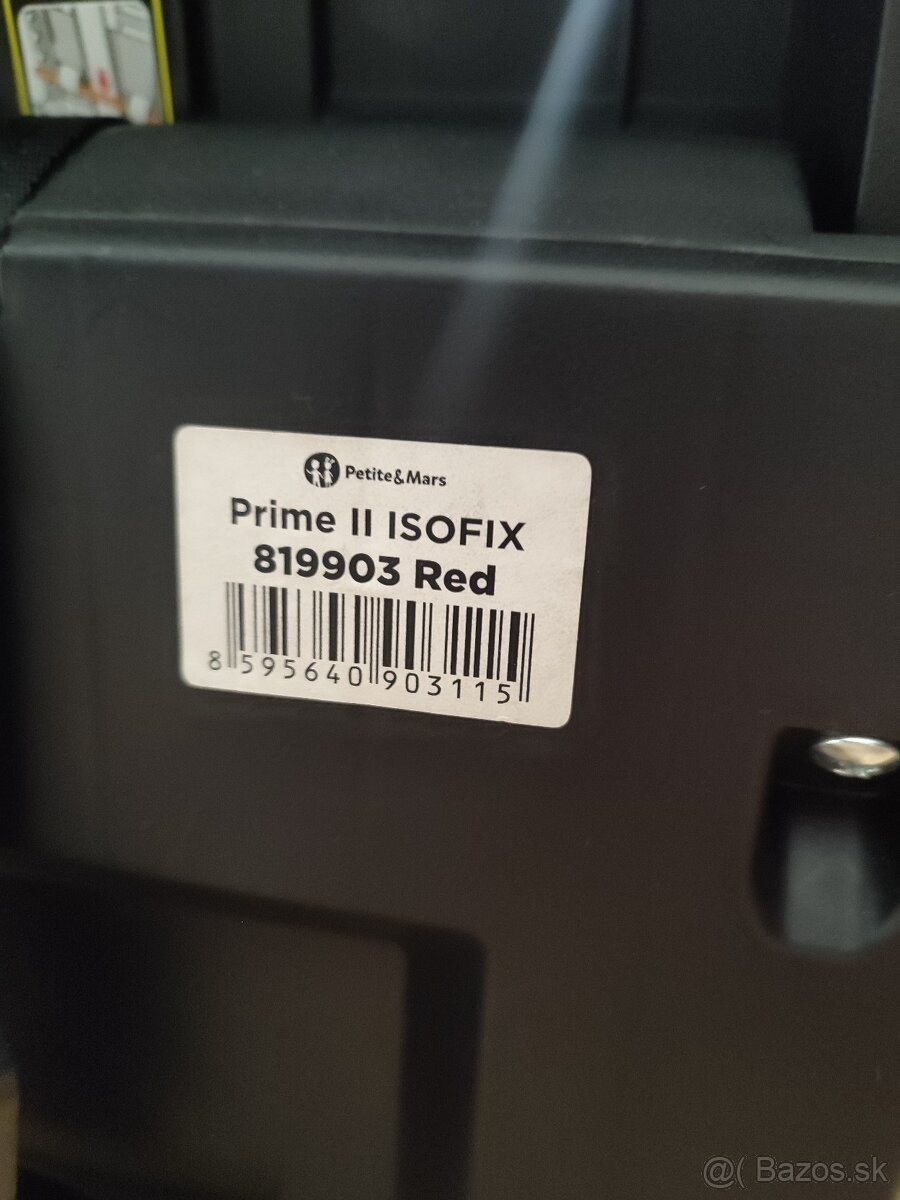 Petite&Mars
Prime II ISOFIX
819903 Red
8 595640 903115
@( Bazos.sk